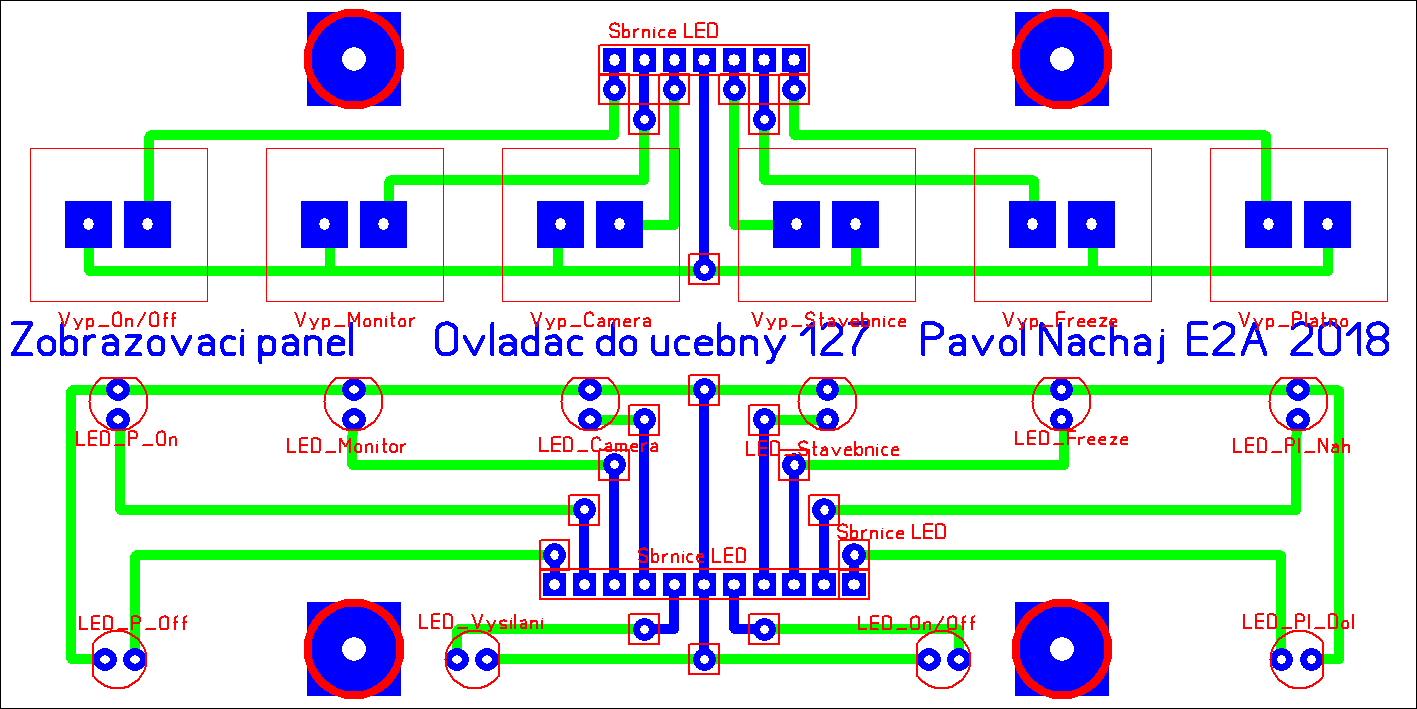 Sbrnice LED
Vyp_On/Off
Vyp_Monitor
Vyp_Camera
Vyp_Stavebnice
Vyp_Freeze
Vyp_Platno
Zobrazovaci panel
Ovladac do ucebny 127
Pavol Nachaj E2A 2018
LED_P_On
LED_Monitor
LED_Camera
LED_Stavebnice
LED_Freeze
LED_Pl_Nah
Sbrnice LED
Sbrnice LED
LED_P_Off
LED_Vysilani
LED_On/Off
LED_Pl_Dol